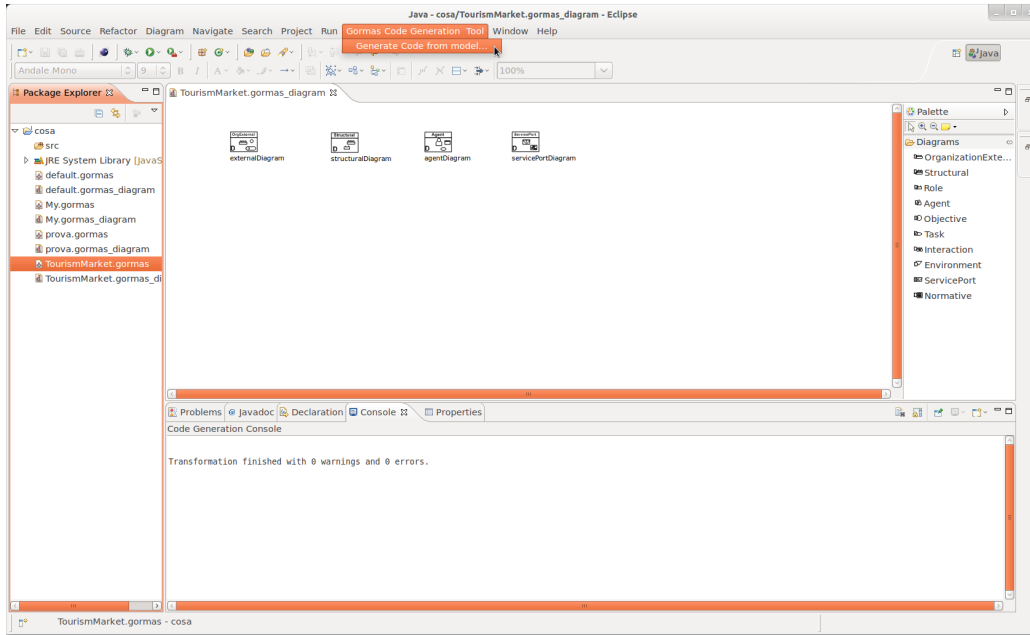 Java - cosa/TourismMarket.gormas_diagram - Eclipse
File Edit Source Refactor Diagram Navigate Search Project Run Gormas Code Generation Tool Window Help
Generate Code from model...
Java
Andale Mono 9 B I A 100%
Package Explorer
TourismMarket.gormas_diagram
cosa
src
JRE System Library [JavaS
default.gormas
default.gormas_diagram
My.gormas
My.gormas_diagram
prova.gormas
prova.gormas_diagram
TourismMarket.gormas
TourismMarket.gormas_di
Structural
Agent
ServicePort
D
D
D
D
externalDiagram
structuralDiagram
agentDiagram
servicePortDiagram
Palette
Diagrams
OrganizationExte...
Structural
Role
Agent
Objective
Task
Interaction
Environment
ServicePort
Normative
Problems Javadoc Declaration Console Properties
Code Generation Console
Transformation finished with 0 warnings and 0 errors.
TourismMarket.gormas - cosa